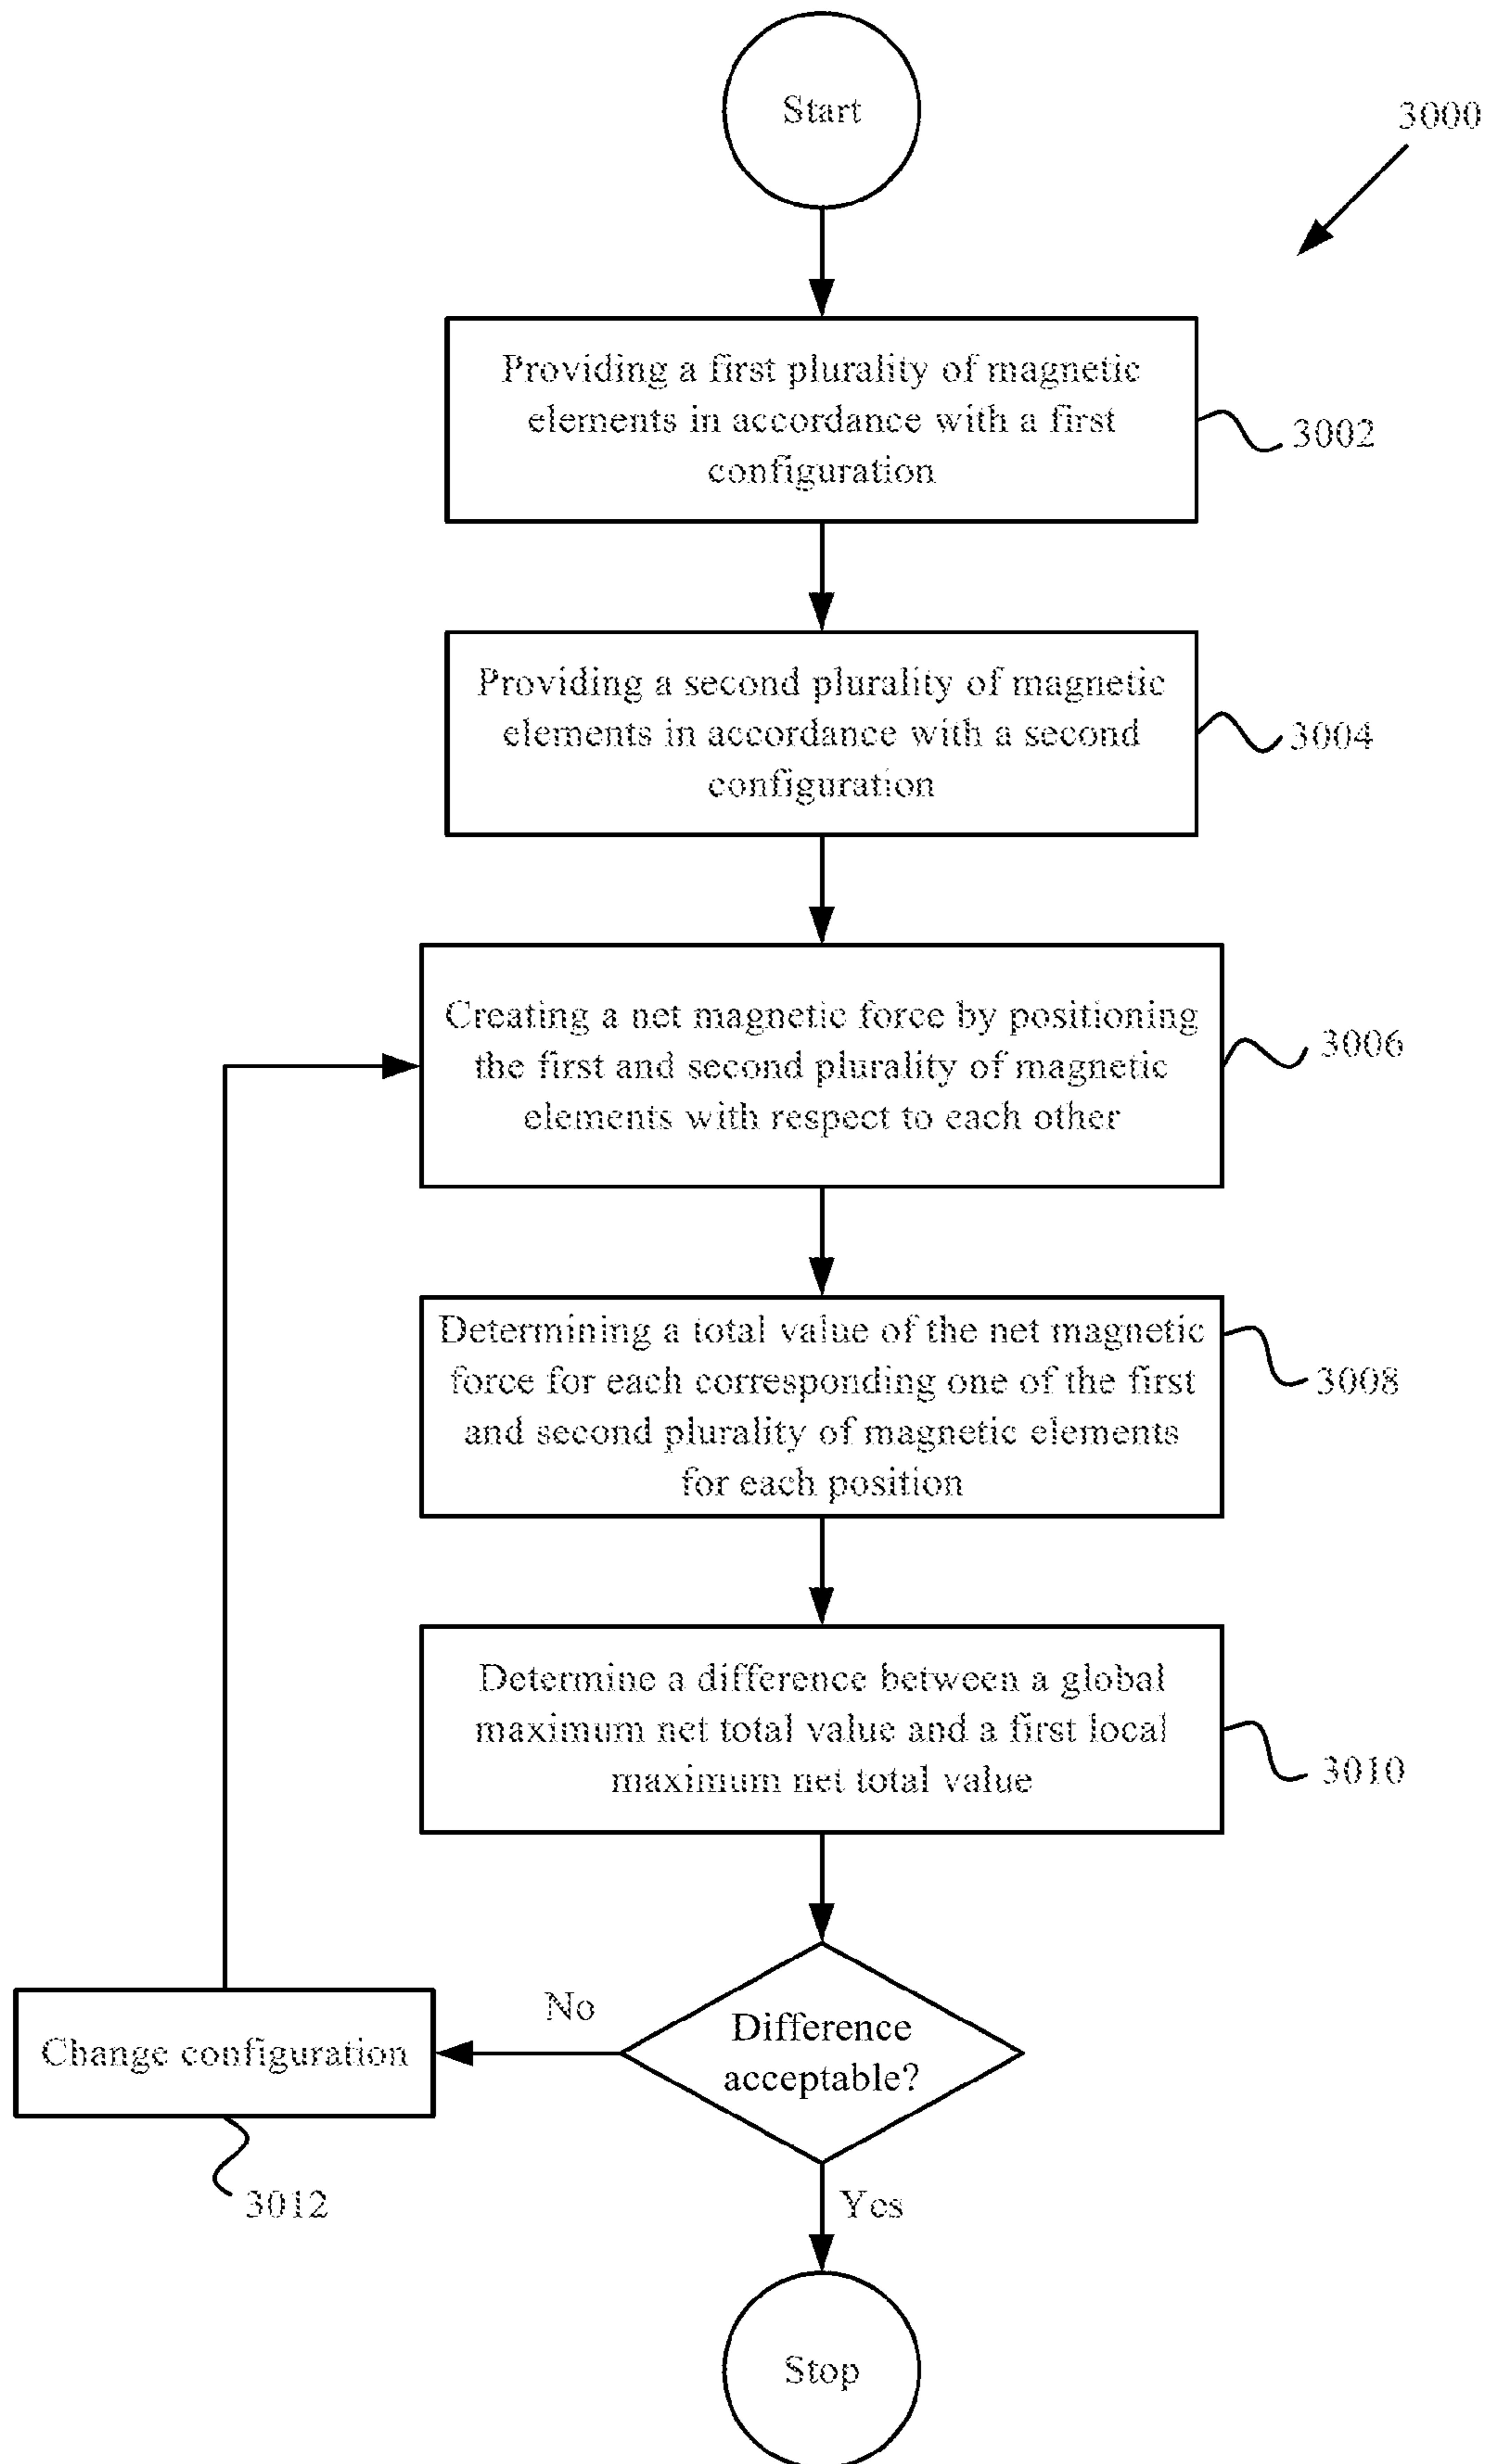 Start
3000
Providing a first plurality of magnetic
elements in accordance with a first
configuration
3002
Providing a second plurality of magnetic
elements in accordance with a second
configuration
3004
Creating a net magnetic force by positioning
the first and second plurality of magnetic
elements with respect to each other
3006
Determining a total value of the net magnetic
force for each corresponding one of the first
and second plurality of magnetic elements
for each position
3008
Determine a difference between a global
maximum net total value and a first local
maximum net total value
3010
Difference
acceptable?
No
Change configuration
3012
Yes
Stop